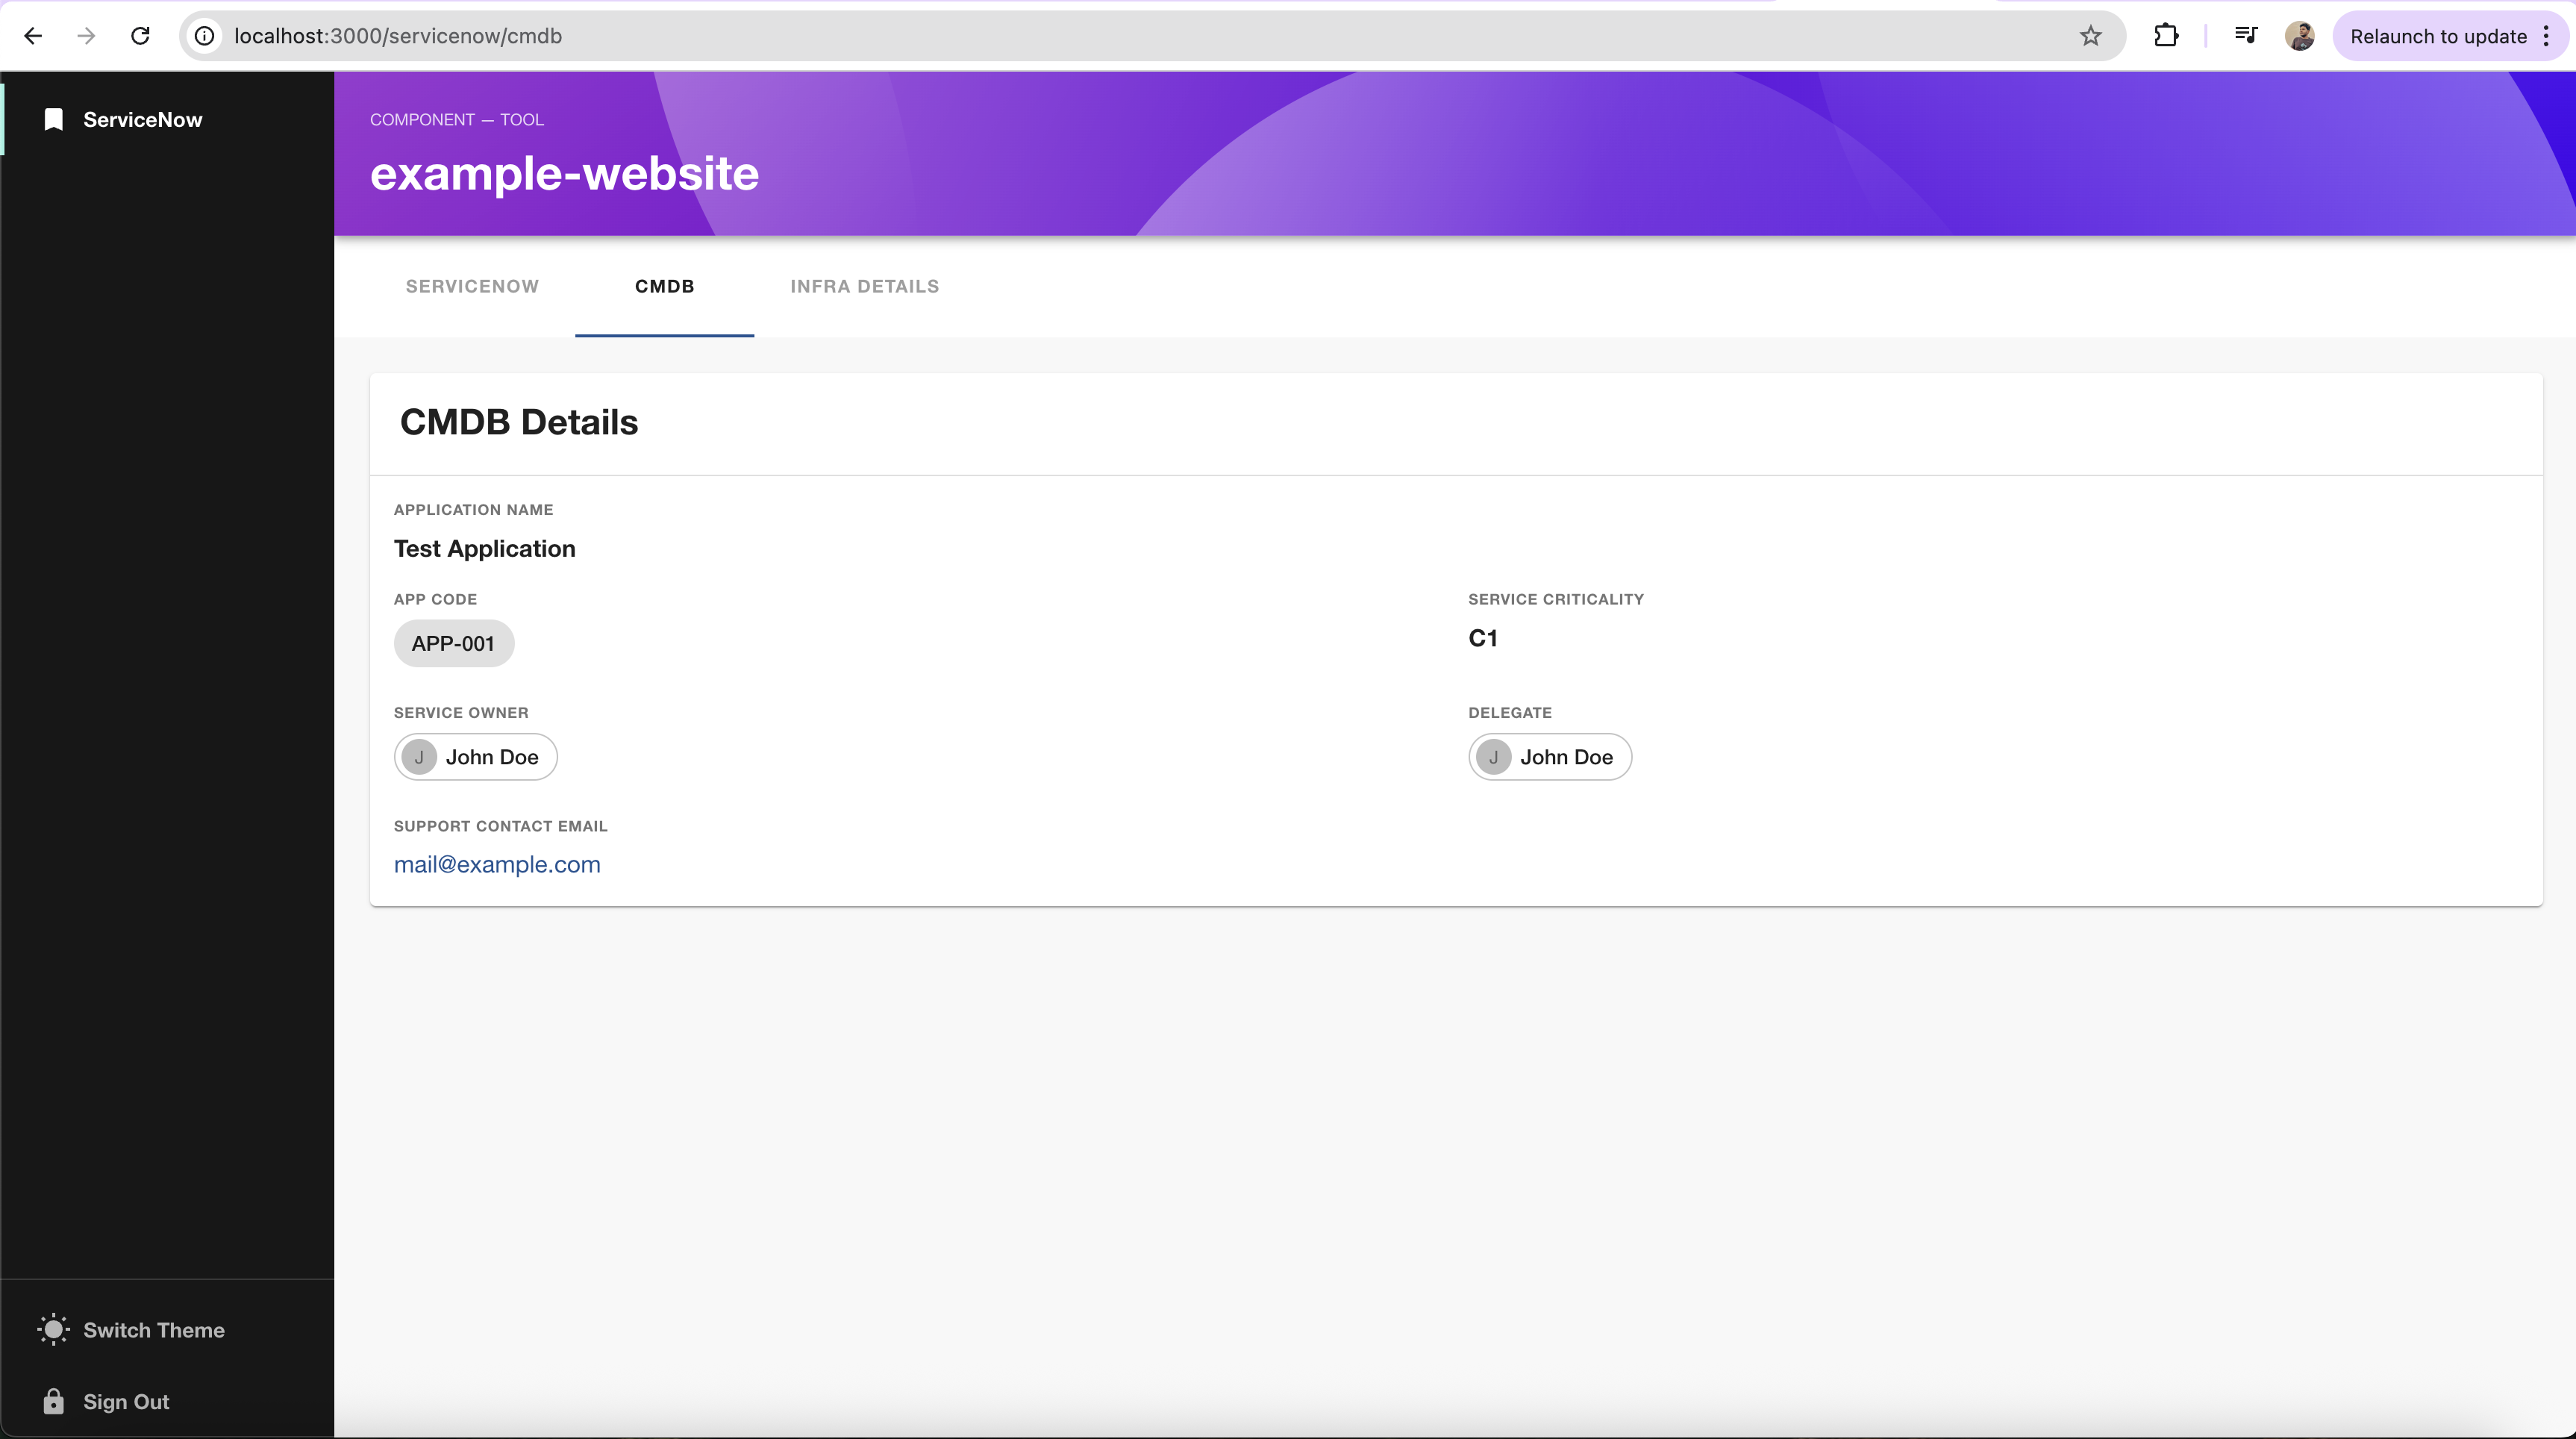 localhost:3000/servicenow/cmdb
Relaunch to update
ServiceNow
COMPONENT — TOOL
example-website
SERVICENOW
CMDB
INFRA DETAILS
CMDB Details
APPLICATION NAME
Test Application
APP CODE
SERVICE CRITICALITY
APP-001
C1
SERVICE OWNER
DELEGATE
J John Doe
J John Doe
SUPPORT CONTACT EMAIL
mail@example.com
Switch Theme
Sign Out